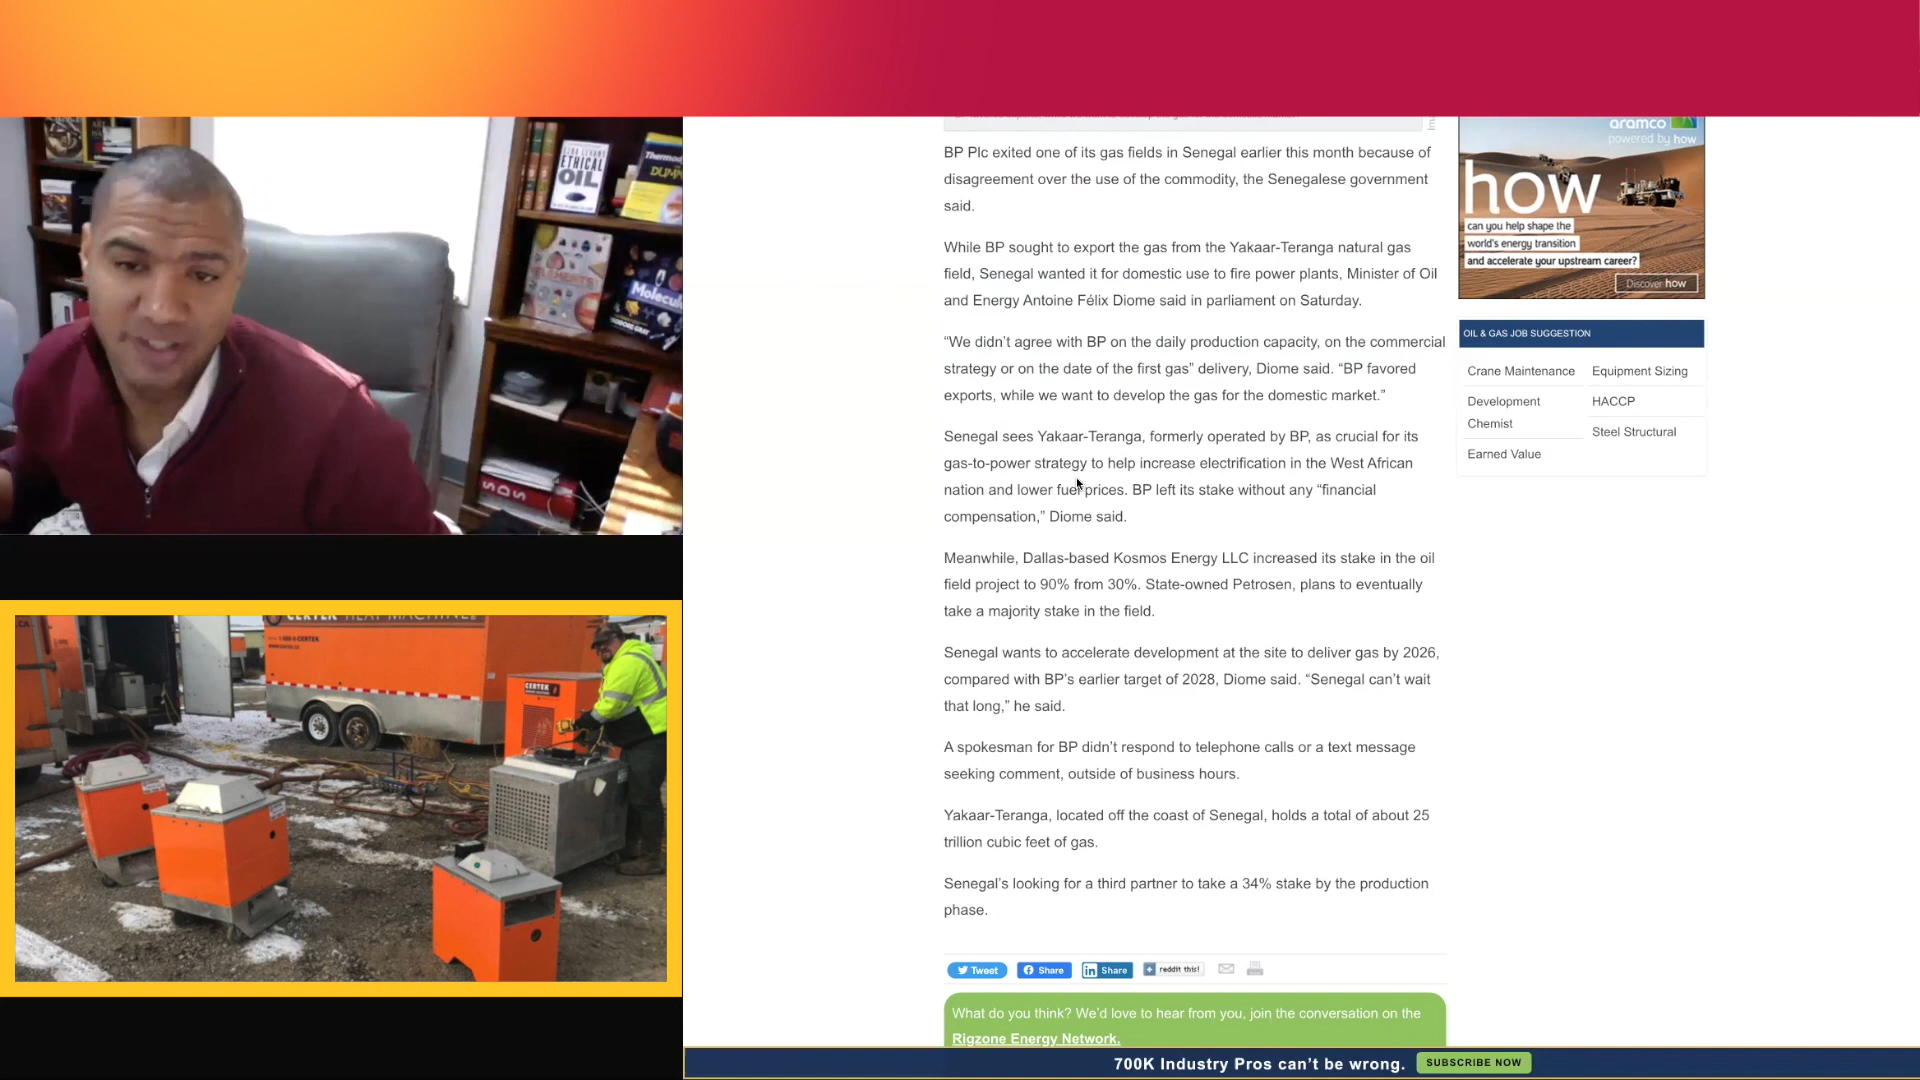 ETHICAL
OIL
Thermod
DUMM
ELEMENTS
Molecul
SDS
CERTEK HEAT MACHINE
CERTEK
BP Plc exited one of its gas fields in Senegal earlier this month because of
disagreement over the use of the commodity, the Senegalese government
said.
While BP sought to export the gas from the Yakaar-Teranga natural gas
field, Senegal wanted it for domestic use to fire power plants, Minister of Oil
and Energy Antoine Félix Diome said in parliament on Saturday.
“We didn’t agree with BP on the daily production capacity, on the commercial
strategy or on the date of the first gas” delivery, Diome said. “BP favored
exports, while we want to develop the gas for the domestic market.”
Senegal sees Yakaar-Teranga, formerly operated by BP, as crucial for its
gas-to-power strategy to help increase electrification in the West African
nation and lower fuel prices. BP left its stake without any “financial
compensation,” Diome said.
Meanwhile, Dallas-based Kosmos Energy LLC increased its stake in the oil
field project to 90% from 30%. State-owned Petrosen, plans to eventually
take a majority stake in the field.
Senegal wants to accelerate development at the site to deliver gas by 2026,
compared with BP’s earlier target of 2028, Diome said. “Senegal can’t wait
that long,” he said.
A spokesman for BP didn’t respond to telephone calls or a text message
seeking comment, outside of business hours.
Yakaar-Teranga, located off the coast of Senegal, holds a total of about 25
trillion cubic feet of gas.
Senegal’s looking for a third partner to take a 34% stake by the production
phase.
Tweet
Share
Share
reddit this!
What do you think? We’d love to hear from you, join the conversation on the
Rigzone Energy Network.
aramco
powered by how
how
can you help shape the
world's energy transition
and accelerate your upstream career?
Discover how
OIL & GAS JOB SUGGESTION
Crane Maintenance
Equipment Sizing
Development
Chemist
HACCP
Steel Structural
Earned Value
700K Industry Pros can’t be wrong.
SUBSCRIBE NOW